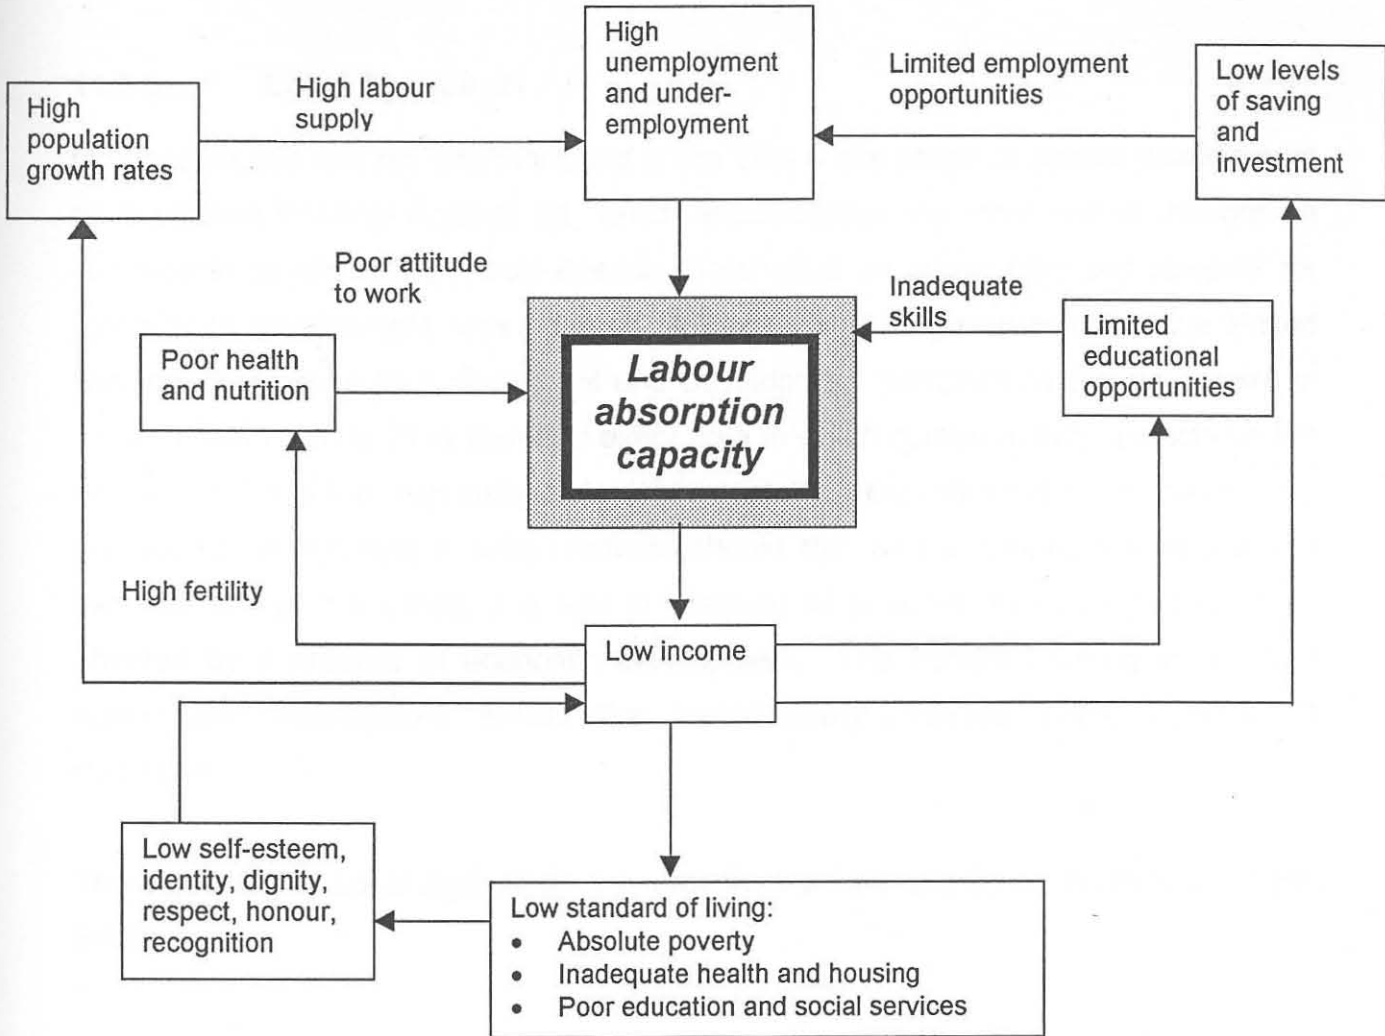 High
unemployment
and under-
employment
High
population
growth rates
High labour
supply
Limited employment
opportunities
Low levels
of saving
and
investment
Poor attitude
to work
Inadequate
skills
Poor health
and nutrition
Labour
absorption
capacity
Limited
educational
opportunities
High fertility
Low income
Low self-esteem,
identity, dignity,
respect, honour,
recognition
Low standard of living:
• Absolute poverty
• Inadequate health and housing
• Poor education and social services